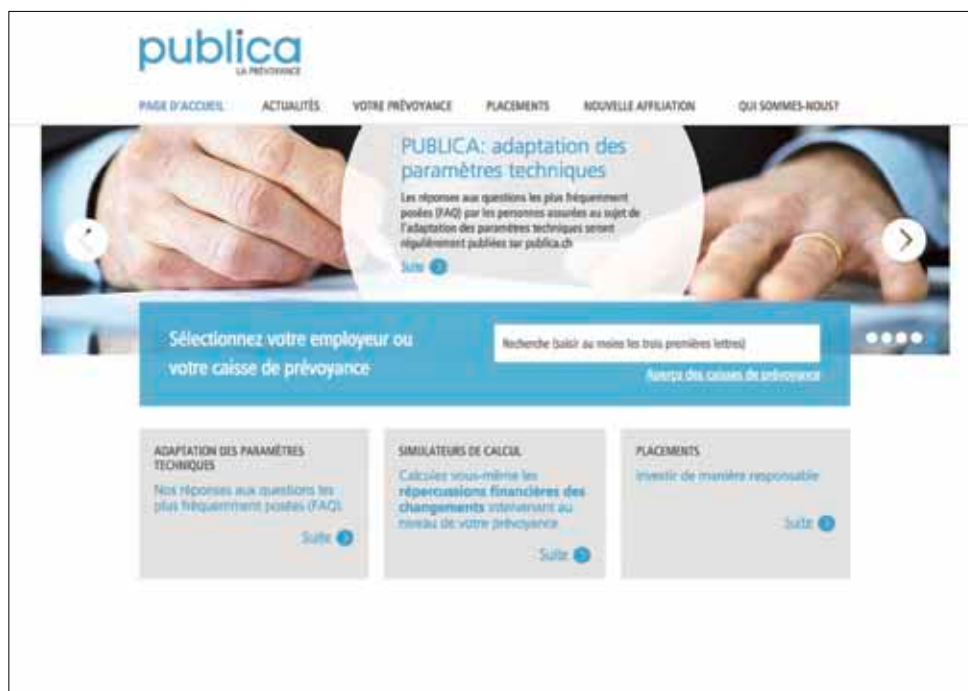 publica
LA PRÉVOYANCE
PAGE D'ACCUEIL ACTUALITÉS VOTRE PRÉVOYANCE PLACEMENTS NOUVELLE AFFILIATION QUI SOMMES-NOUS?
PUBLICA: adaptation des
paramètres techniques
Les réponses aux questions les plus fréquemment
posées (FAQ) par les personnes assurées au sujet de
l'adaptation des paramètres techniques seront
régulièrement publiées sur publica.ch
Suite
Sélectionnez votre employeur ou
votre caisse de prévoyance
Recherche (saisir au moins les trois premières lettres)
Aperçu des caisses de prévoyance
ADAPTATION DES PARAMÈTRES
TECHNIQUES
Nos réponses aux questions les
plus fréquemment posées (FAQ).
Suite
SIMULATEURS DE CALCUL
Calculez vous-même les
répercussions financières des
changements intervenant au
niveau de votre prévoyance
Suite
PLACEMENTS
Investir de manière responsable
Suite